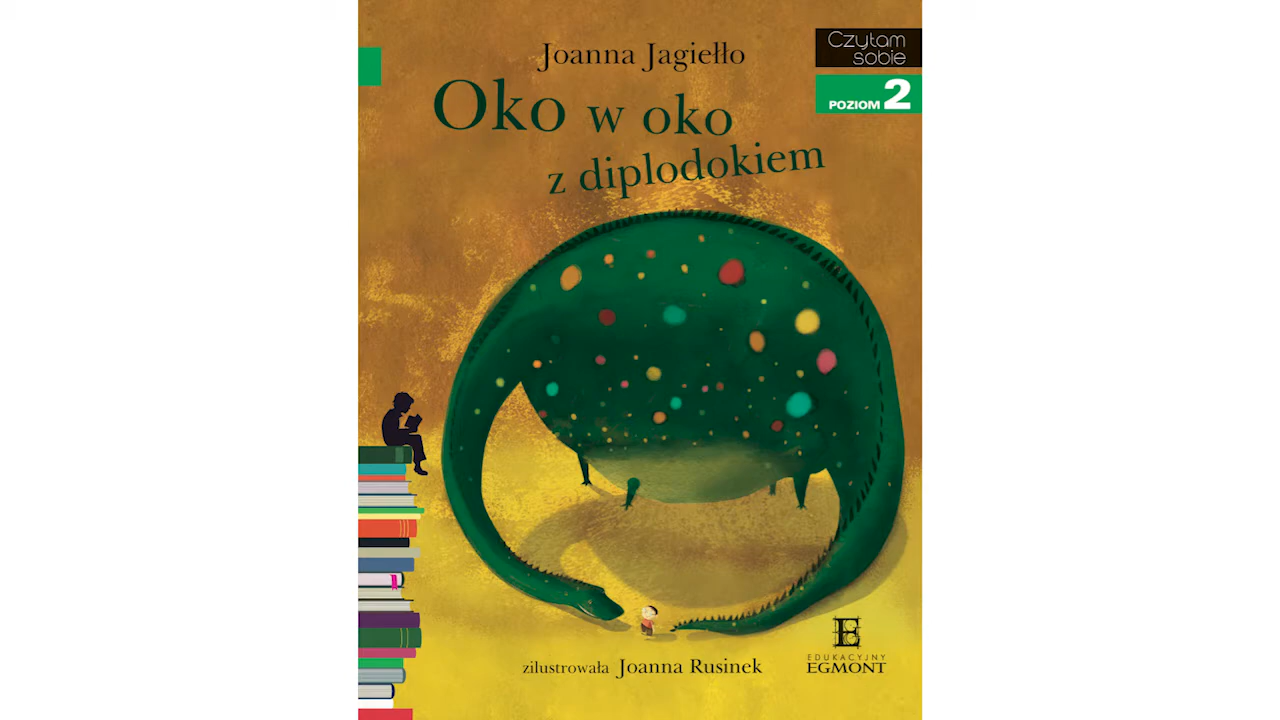 Joanna Jagiełło
Oko w oko
z diplodokiem
Czytam
sobie
POZIOM 2
zilustrowała Joanna Rusinek
E
EDUKACYJNY
EGMONT